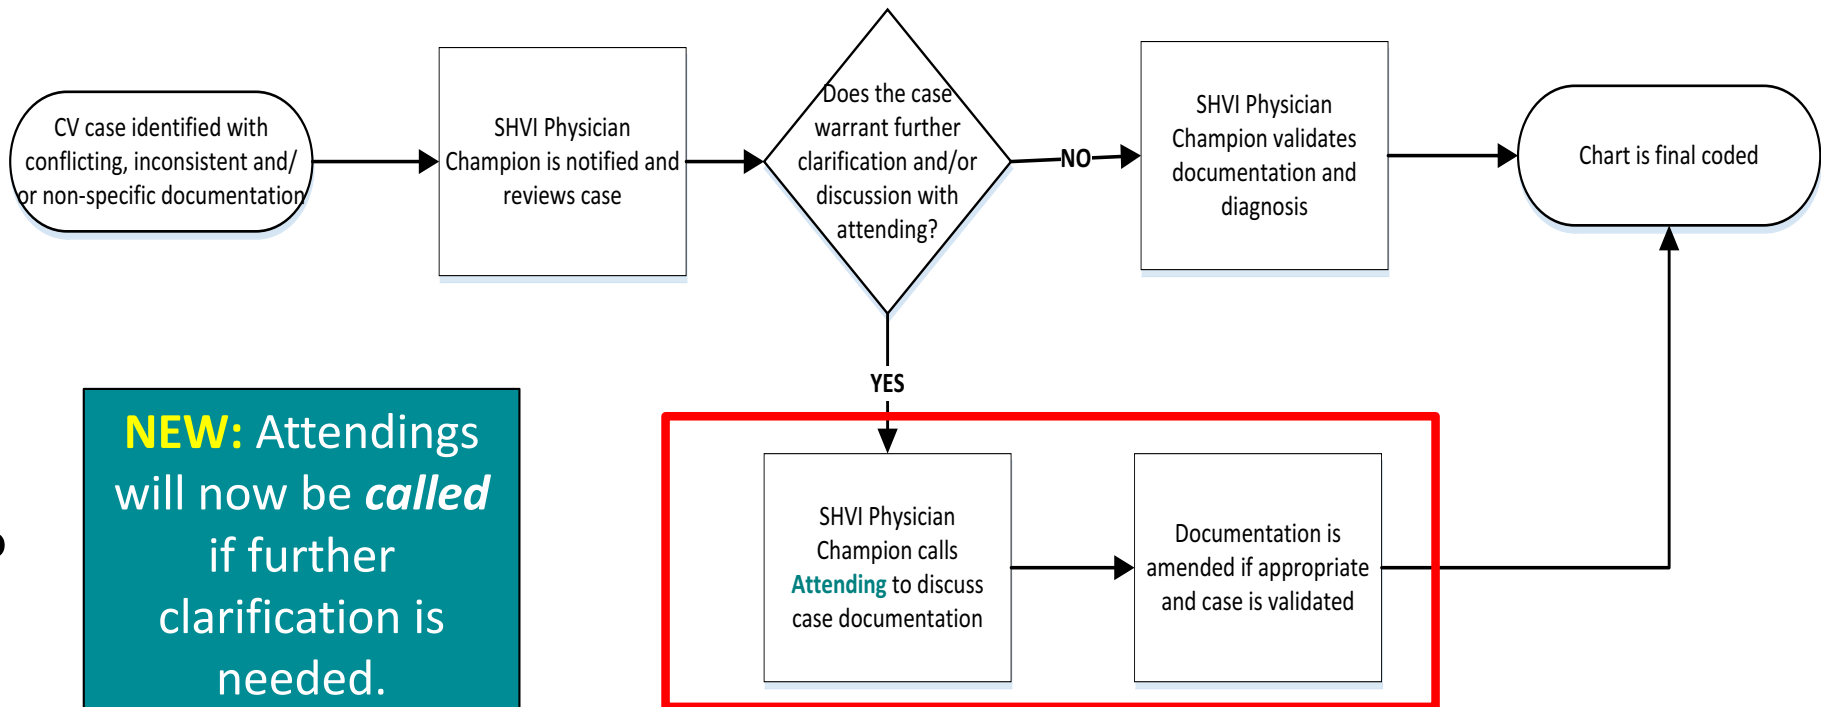 CV case identified with
conflicting, inconsistent and/
or non-specific documentation
SHVI Physician
Champion is notified and
reviews case
Does the case
warrant further
clarification and/or
discussion with
attending?
NO
SHVI Physician
Champion validates
documentation and
diagnosis
Chart is final coded
YES
NEW: Attendings
will now be called
if further
clarification is
needed.
SHVI Physician
Champion calls
Attending to discuss
case documentation
Documentation is
amended if appropriate
and case is validated